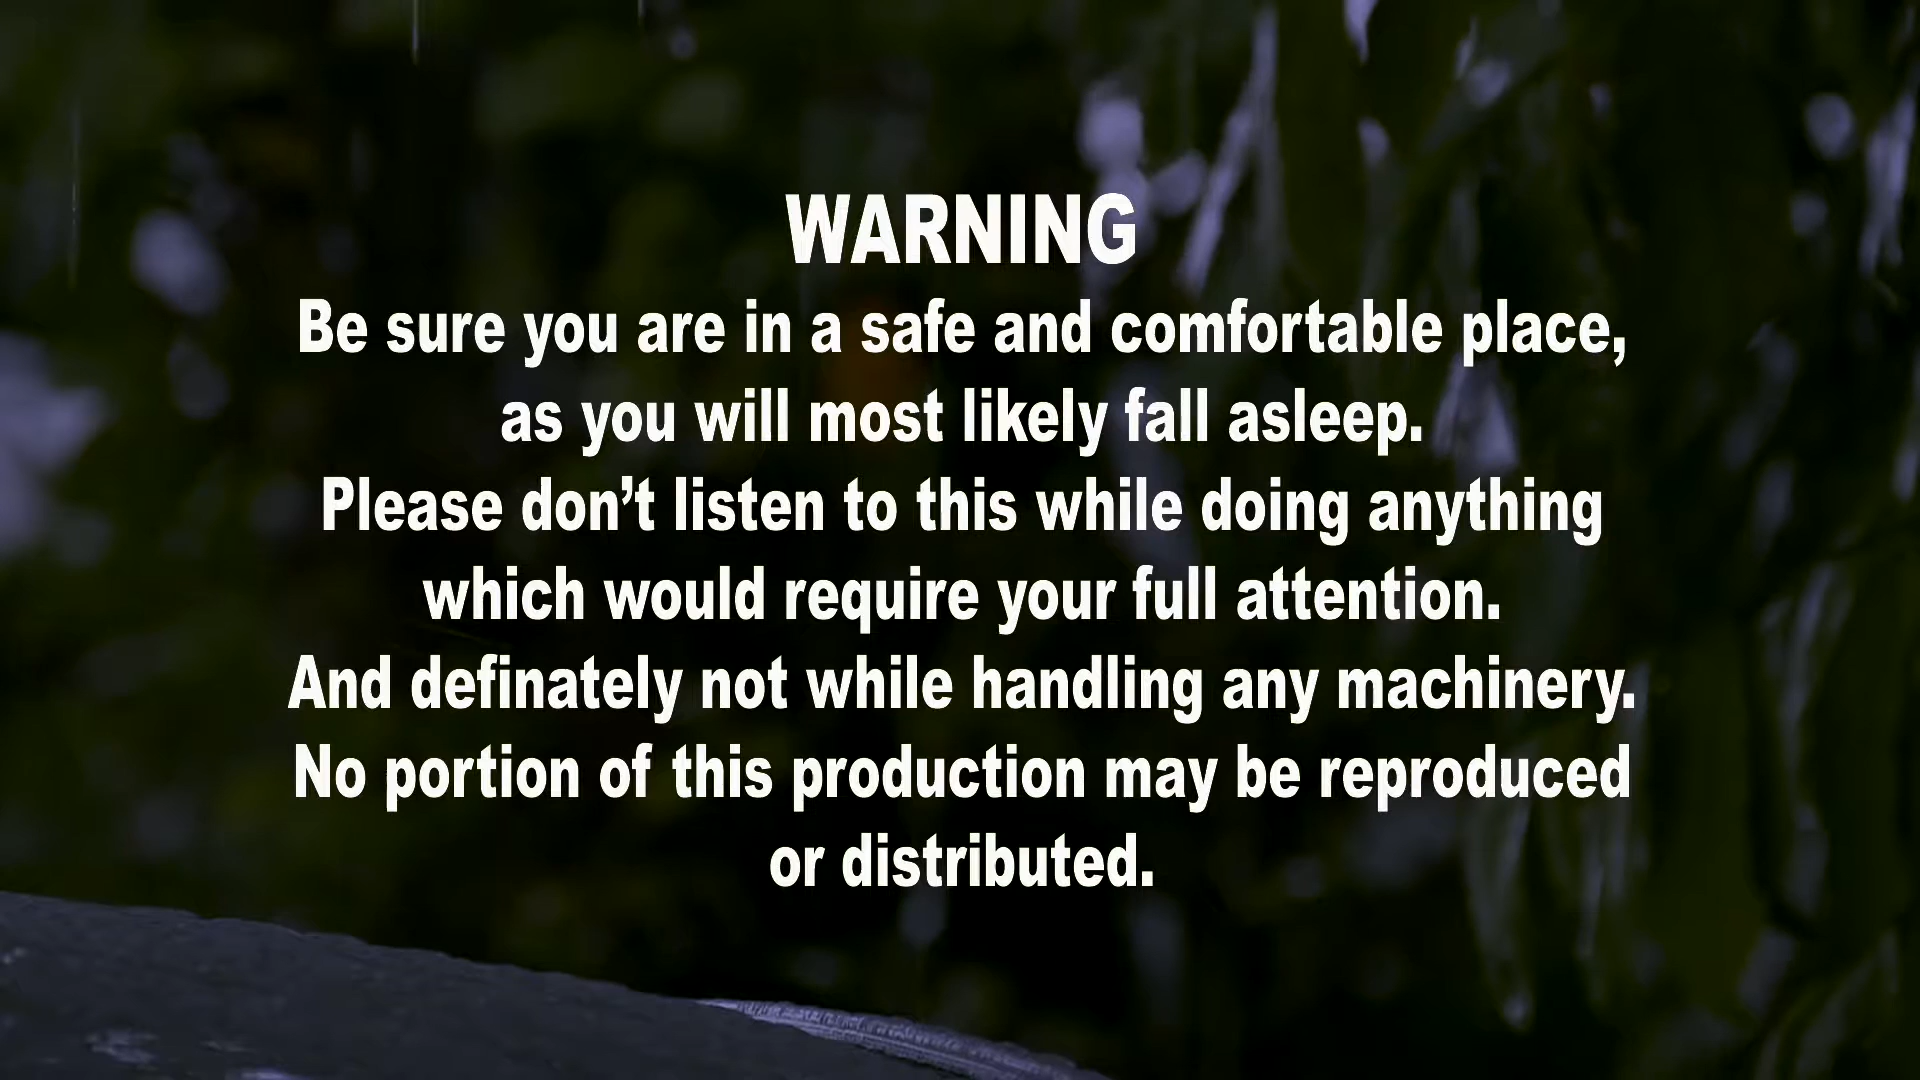 WARNING
Be sure you are in a safe and comfortable place,
as you will most likely fall asleep.
Please don’t listen to this while doing anything
which would require your full attention.
And definately not while handling any machinery.
No portion of this production may be reproduced
or distributed.